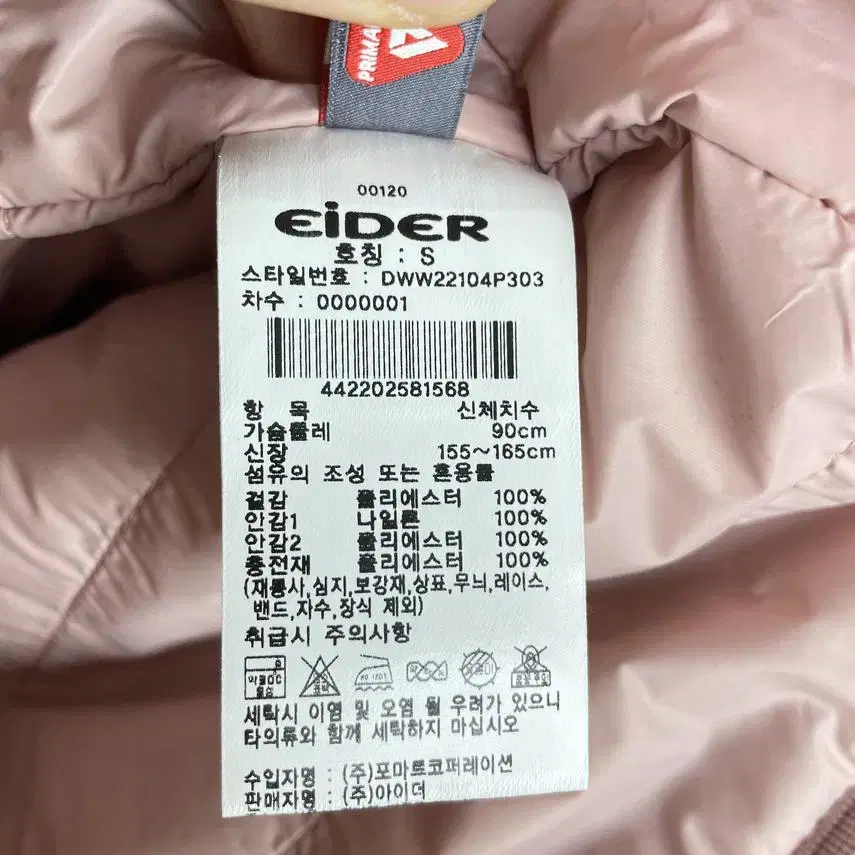 PRIMA
00120
EiDER
호칭 : S
스타일번호 : DWW22104P303
차수 : 0000001
442202581568
항 목 신체치수
가슴둘레 90cm
신장 155~165cm
섬유의 조성 또는 혼용률
겉감 폴리에스터 100%
안감1 나일론 100%
안감2 폴리에스터 100%
충전재 폴리에스터 100%
(재봉사,심지,보강재,상표,무늬,레이스,
밴드,자수,장식 제외)
취급시 주의사항
세탁시 이염 및 오염 될 우려가 있으니
타의류와 함께 세탁하지 마십시오
수입자명 : (주)포마트코퍼레이션
판매자명 : (주)아이더